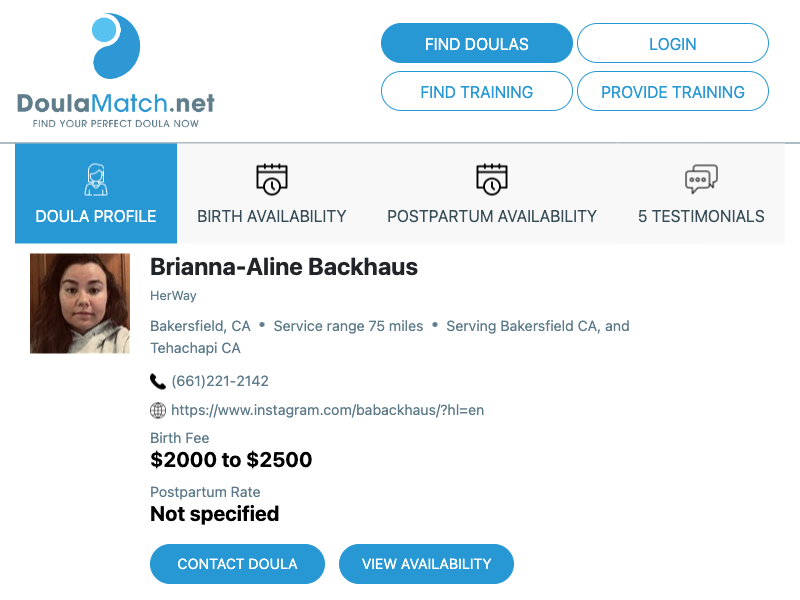 DoulaMatch.net
FIND YOUR PERFECT DOULA NOW
FIND DOULAS
LOGIN
FIND TRAINING
PROVIDE TRAINING
DOULA PROFILE
BIRTH AVAILABILITY
POSTPARTUM AVAILABILITY
5 TESTIMONIALS
Brianna-Aline Backhaus
HerWay
Bakersfield, CA • Service range 75 miles • Serving Bakersfield CA, and
Tehachapi CA
(661)221-2142
https://www.instagram.com/babackhaus/?hl=en
Birth Fee
$2000 to $2500
Postpartum Rate
Not specified
CONTACT DOULA
VIEW AVAILABILITY